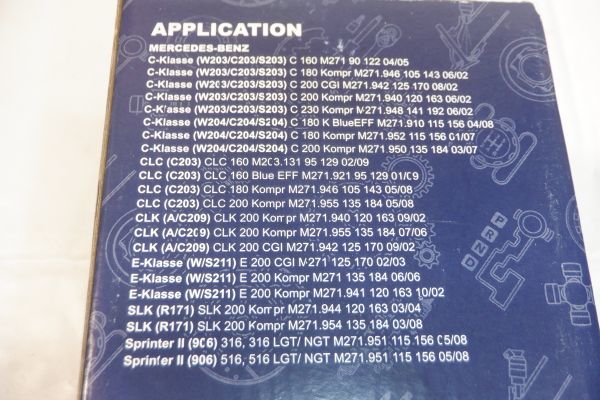 APPLICATION
MERCEDES-BENZ
C-Klasse (W203/C203/S203) C 160 M271 90 122 04/05
C-Klasse (W203/C203/S203) C 180 Kompr M271.946 105 143 06/02
C-Klasse (W203/C203/S203) C 200 CGI M271.942 125 170 08/02
C-Klasse (W203/C203/S203) C 200 Kompr M271.940 120 163 06/02
C-Klasse (W203/C203/S203) C 230 Kompr M271.948 141 192 06/02
C-Klasse (W204/C204/S204) C 180 K BlueEFF M271.910 115 156 04/08
C-Klasse (W204/C204/S204) C 180 Kompr M271.952 115 156 01/07
C-Klasse (W204/C204/S204) C 200 Kompr M271.950 135 184 03/07
CLC (C203) CLC 160 M203.131 95 129 02/09
CLC (C203) CLC 160 Blue EFF M271.921 95 129 01/09
CLC (C203) CLC 180 Kompr M271.946 105 143 05/08
CLC (C203) CLC 200 Kompr M271.955 135 184 05/08
CLK (A/C209) CLK 200 Kompr M271.940 120 163 09/02
CLK (A/C209) CLK 200 Kompr M271.955 135 184 07/06
CLK (A/C209) CLK 200 CGI M271.942 125 170 09/02
E-Klasse (W/S211) E 200 CGI M271 125 170 02/03
E-Klasse (W/S211) E 200 Kompr M271 135 184 06/06
E-Klasse (W/S211) E 200 Kompr M271.941 120 163 10/02
SLK (R171) SLK 200 Kompr M271.944 120 163 03/04
SLK (R171) SLK 200 Kompr M271.954 135 184 03/08
Sprinter II (906) 316, 316 LGT/ NGT M271.951 115 156 05/08
Sprinter II (906) 516, 516 LGT/ NGT M271.951 115 156 05/08
PRND